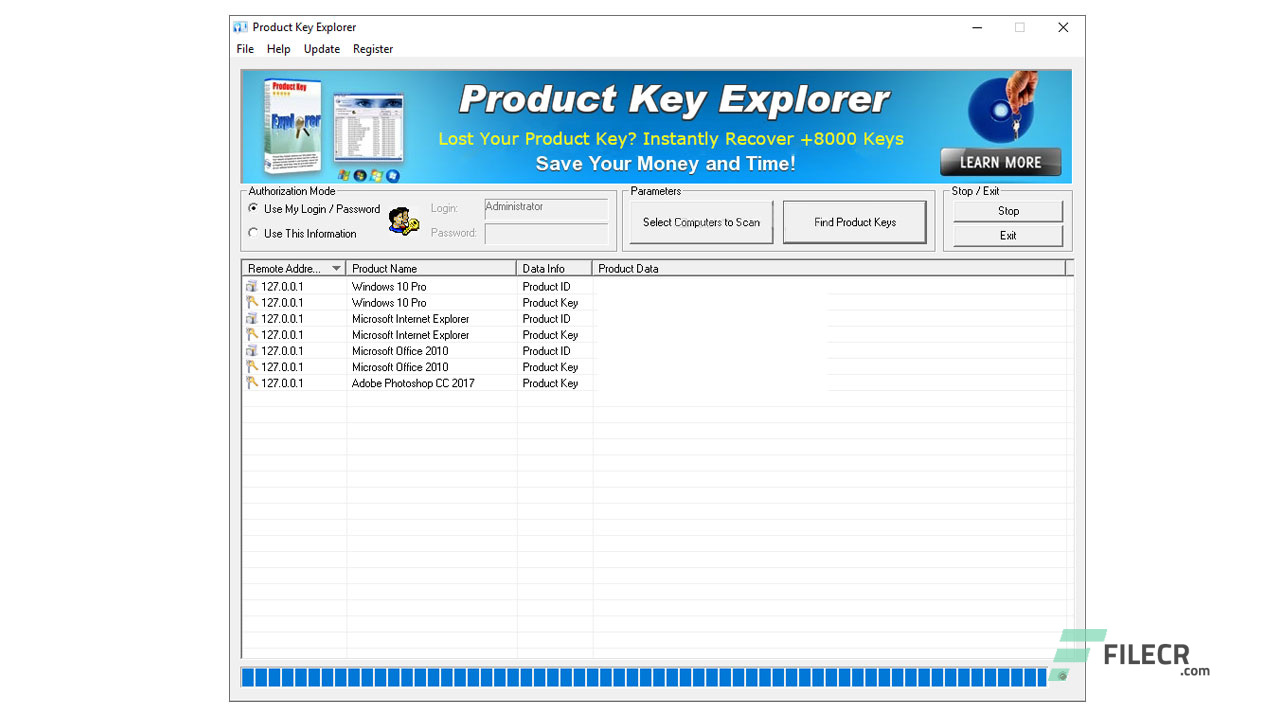 Product Key Explorer
File Help Update Register
Product Key
Explorer
Product Key Explorer
Lost Your Product Key? Instantly Recover +8000 Keys
Save Your Money and Time!
LEARN MORE
Authorization Mode
Use My Login / Password
Use This Information
Login: Administrator
Password:
Parameters
Select Computers to Scan
Find Product Keys
Stop / Exit
Stop
Exit
Remote Addre... Product Name Data Info Product Data
127.0.0.1 Windows 10 Pro Product ID
127.0.0.1 Windows 10 Pro Product Key
127.0.0.1 Microsoft Internet Explorer Product ID
127.0.0.1 Microsoft Internet Explorer Product Key
127.0.0.1 Microsoft Office 2010 Product ID
127.0.0.1 Microsoft Office 2010 Product Key
127.0.0.1 Adobe Photoshop CC 2017 Product Key
FILECR
.com